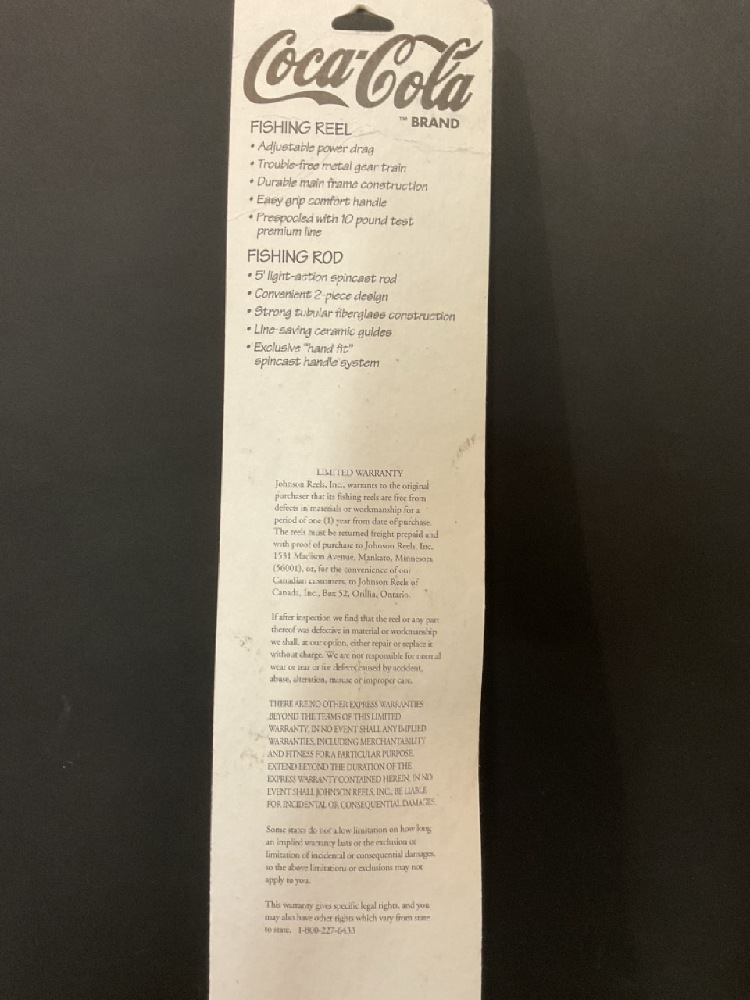 Coca-Cola
™ BRAND
FISHING REEL
• Adjustable power drag
• Trouble-free metal gear train
• Durable main frame construction
• Easy grip comfort handle
• Prespooled with 10 pound test
premium line
FISHING ROD
• 5' light-action spincast rod
• Convenient 2-piece design
• Strong tubular fiberglass construction
• Line-saving ceramic guides
• Exclusive "hand fit"
spincast handle system
LIMITED WARRANTY
Johnson Reels, Inc., warrants to the original
purchaser that its fishing reels are free from
defects in materials or workmanship for a
period of one (1) year from date of purchase.
The reels must be returned freight prepaid and
with proof of purchase to Johnson Reels, Inc.
1531 Madison Avenue, Mankato, Minnesota
(56001), or, for the convenience of our
Canadian customers, to Johnson Reels of
Canada, Inc., Box 52, Orillia, Ontario.
If after inspection we find that the reel or any part
thereof was defective in material or workmanship
we shall, at our option, either repair or replace it
without charge. We are not responsible for normal
wear or tear or for defects caused by accident,
abuse, alteration, misuse or improper care.
THERE ARE NO OTHER EXPRESS WARRANTIES
BEYOND THE TERMS OF THIS LIMITED
WARRANTY. IN NO EVENT SHALL ANY IMPLIED
WARRANTIES, INCLUDING MERCHANTABILITY
AND FITNESS FOR A PARTICULAR PURPOSE,
EXTEND BEYOND THE DURATION OF THE
EXPRESS WARRANTY CONTAINED HEREIN. IN NO
EVENT SHALL JOHNSON REELS, INC., BE LIABLE
FOR INCIDENTAL OR CONSEQUENTIAL DAMAGES.
Some states do not allow limitation on how long
an implied warranty lasts or the exclusion or
limitation of incidental or consequential damages,
so the above limitations or exclusions may not
apply to you.
This warranty gives specific legal rights, and you
may also have other rights which vary from state
to state. 1-800-227-6433